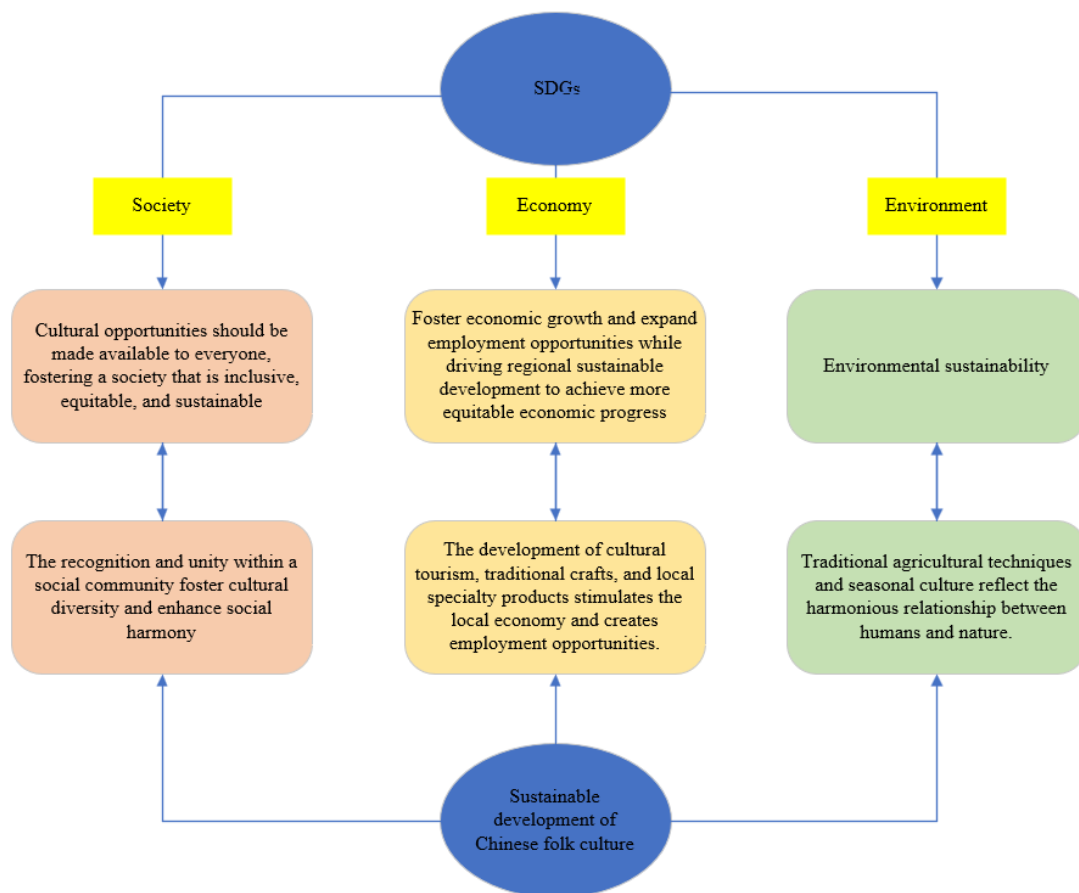 SDGs
Society
Economy
Environment
Cultural opportunities should be
made available to everyone,
fostering a society that is inclusive,
equitable, and sustainable
Foster economic growth and expand
employment opportunities while
driving regional sustainable
development to achieve more
equitable economic progress
Environmental sustainability
The recognition and unity within a
social community foster cultural
diversity and enhance social
harmony
The development of cultural
tourism, traditional crafts, and local
specialty products stimulates the
local economy and creates
employment opportunities.
Traditional agricultural techniques
and seasonal culture reflect the
harmonious relationship between
humans and nature.
Sustainable
development of
Chinese folk culture